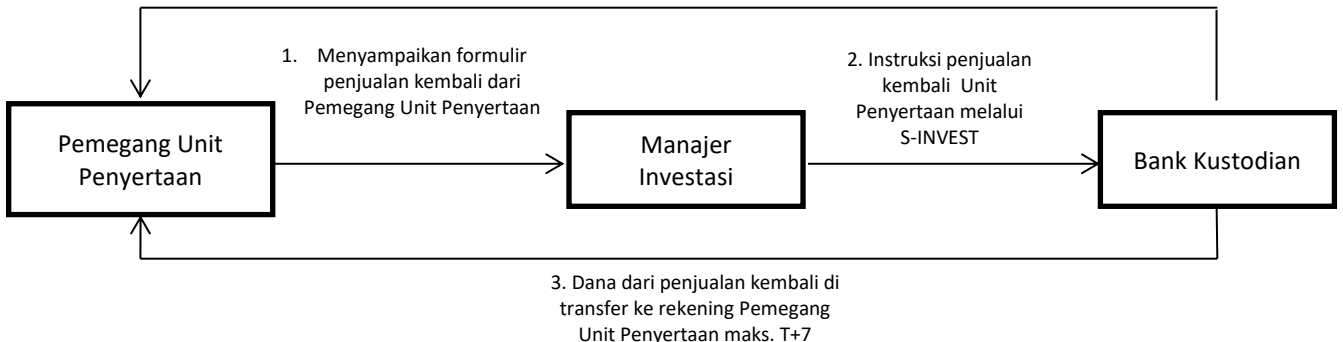 1. Menyampaikan formulir
penjualan kembali dari
Pemegang Unit Penyertaan
2. Instruksi penjualan
kembali Unit
Penyertaan melalui
S-INVEST
Pemegang Unit
Penyertaan
Manajer
Investasi
Bank Kustodian
3. Dana dari penjualan kembali di
transfer ke rekening Pemegang
Unit Penyertaan maks. T+7